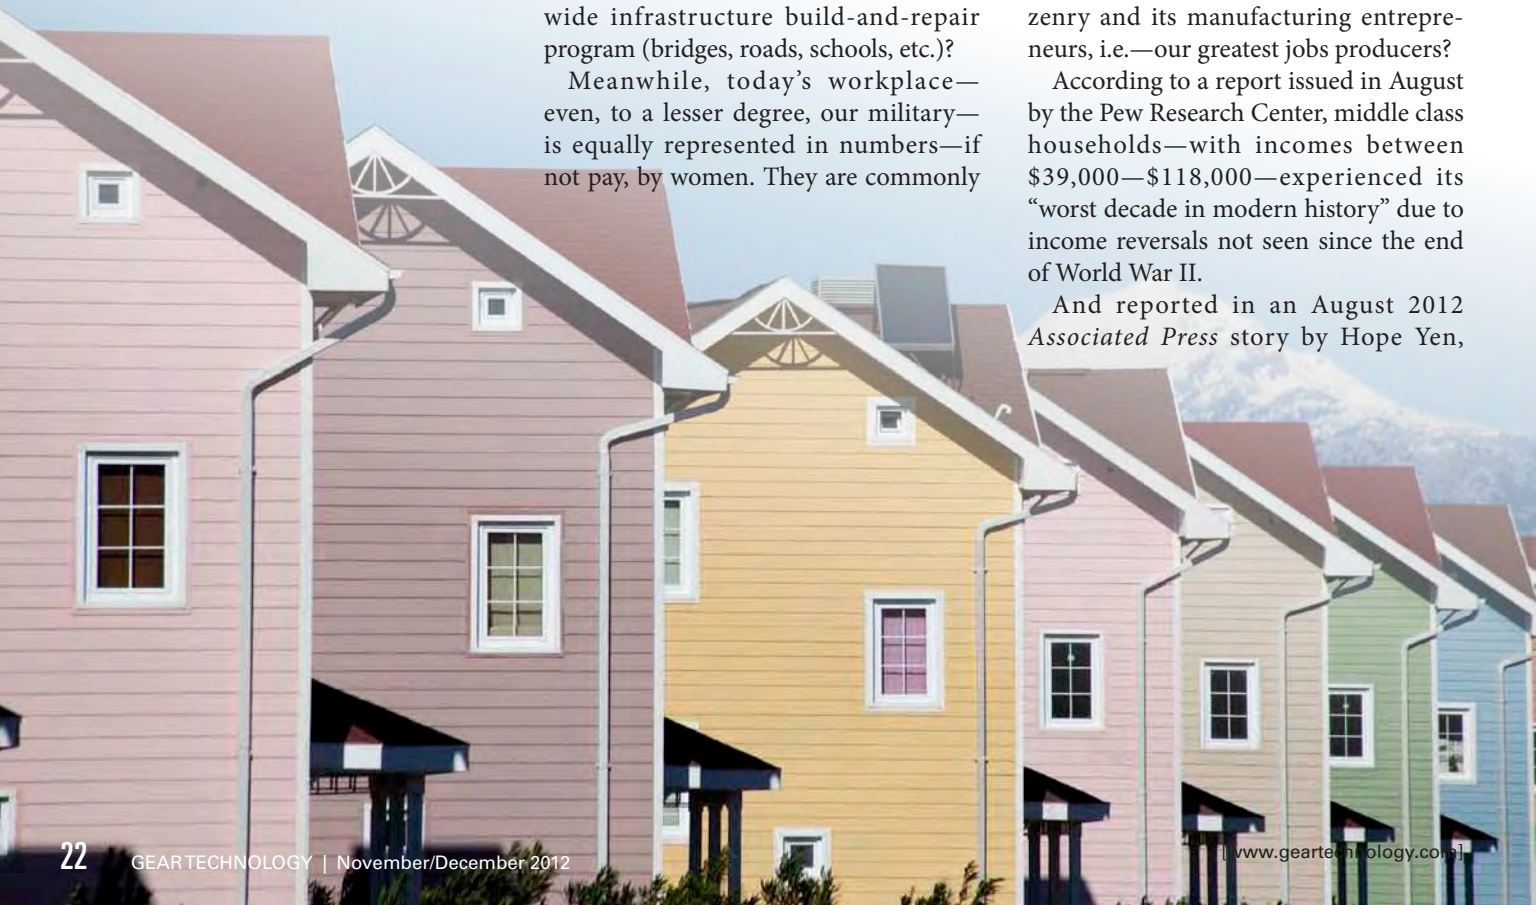 wide infrastructure build-and-repair
program (bridges, roads, schools, etc.)?
Meanwhile, today’s workplace—
even, to a lesser degree, our military—
is equally represented in numbers—if
not pay, by women. They are commonly
zenry and its manufacturing entrepre-
neurs, i.e.—our greatest jobs producers?
According to a report issued in August
by the Pew Research Center, middle class
households—with incomes between
$39,000—$118,000—experienced its
“worst decade in modern history” due to
income reversals not seen since the end
of World War II.
And reported in an August 2012
Associated Press story by Hope Yen,
22 GEAR TECHNOLOGY | November/December 2012
[www.geartechnology.com]